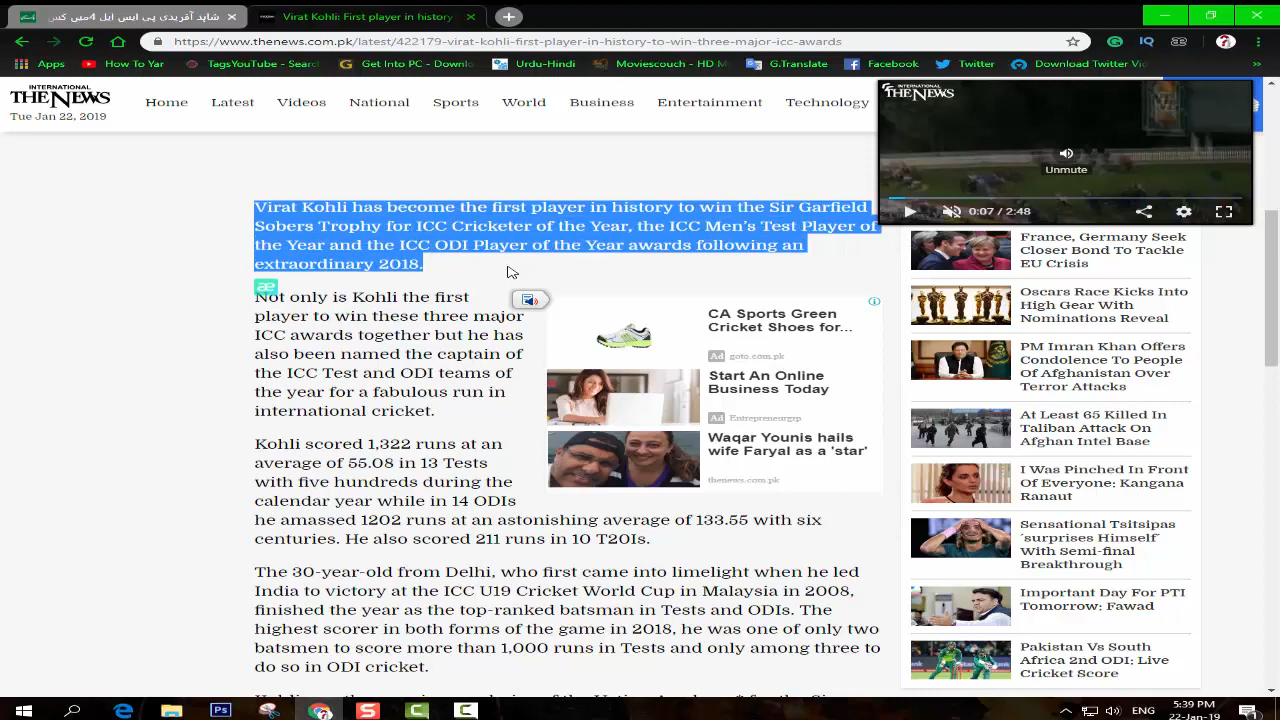 شاہد آفریدی پی ایس ایل 4میں کس
Virat Kohli: First player in history
https://www.thenews.com.pk/latest/422179-virat-kohli-first-player-in-history-to-win-three-major-icc-awards
IQ
Apps
How To Yar
TagsYouTube - Sear
Get Into PC - Downlo
Urdu-Hindi
Moviescouch - HD M
G.Translate
Facebook
Twitter
Download Twitter Vi
INTERNATIONAL
THE NEWS
Tue Jan 22, 2019
Home
Latest
Videos
National
Sports
World
Business
Entertainment
Technology
INTERNATIONAL
THE NEWS
Unmute
0:07 / 2:48
Virat Kohli has become the first player in history to win the Sir Garfield
Sobers Trophy for ICC Cricketer of the Year, the ICC Men's Test Player of
the Year and the ICC ODI Player of the Year awards following an
extraordinary 2018.
æ
Not only is Kohli the first
player to win these three major
ICC awards together but he has
also been named the captain of
the ICC Test and ODI teams of
the year for a fabulous run in
international cricket.
Kohli scored 1,322 runs at an
average of 55.08 in 13 Tests
with five hundreds during the
calendar year while in 14 ODIs
he amassed 1202 runs at an astonishing average of 133.55 with six
centuries. He also scored 211 runs in 10 T20Is.
The 30-year-old from Delhi, who first came into limelight when he led
India to victory at the ICC U19 Cricket World Cup in Malaysia in 2008,
finished the year as the top-ranked batsman in Tests and ODIs. The
highest scorer in both forms of the game in 2018, he was one of only two
batsmen to score more than 1,000 runs in Tests and only among three to
do so in ODI cricket.
CA Sports Green
Cricket Shoes for...
Ad goto.com.pk
Start An Online
Business Today
Ad Entrepreneurgrp
Waqar Younis hails
wife Faryal as a 'star'
thenews.com.pk
France, Germany Seek
Closer Bond To Tackle
EU Crisis
Oscars Race Kicks Into
High Gear With
Nominations Reveal
PM Imran Khan Offers
Condolence To People
Of Afghanistan Over
Terror Attacks
At Least 65 Killed In
Taliban Attack On
Afghan Intel Base
I Was Pinched In Front
Of Everyone: Kangana
Ranaut
Sensational Tsitsipas
´surprises Himself´
With Semi-final
Breakthrough
Important Day For PTI
Tomorrow: Fawad
Pakistan Vs South
Africa 2nd ODI: Live
Cricket Score
Ps
ENG
5:39 PM
22-Jan-19
1